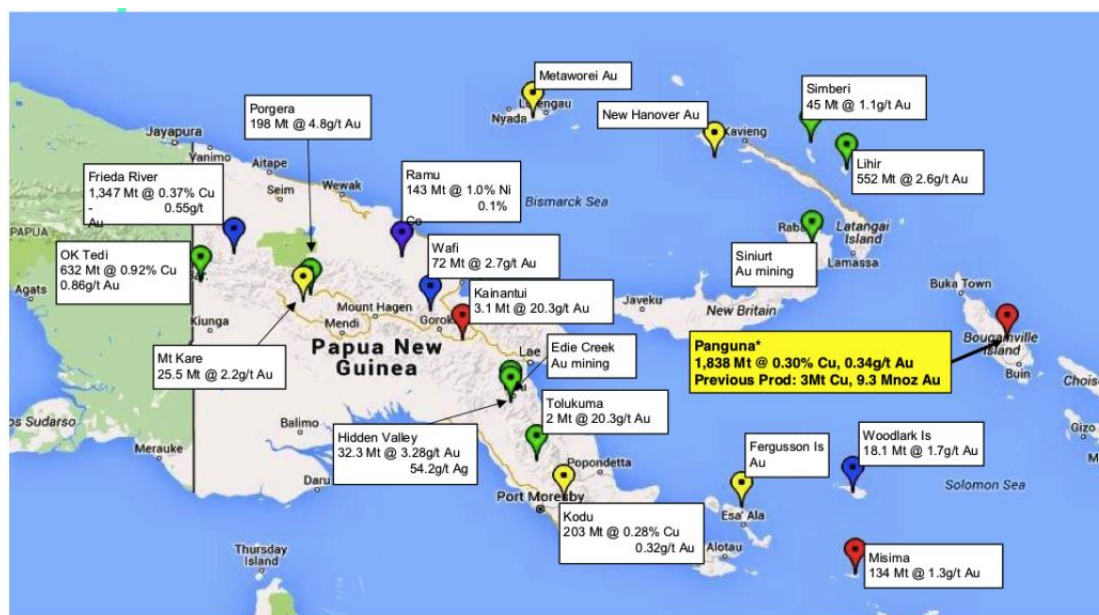 Metaworei Au
Lorengau
Nyada
Simberi
45 Mt @ 1.1g/t Au
New Hanover Au
Kavieng
Porgera
198 Mt @ 4.8g/t Au
Jayapura
Vanimo
Aitape
Seim
Wewak
Lihir
552 Mt @ 2.6g/t Au
Frieda River
1,347 Mt @ 0.37% Cu
0.55g/t
-
Au
Ramu
143 Mt @ 1.0% Ni
0.1%
Co
Bismarck Sea
PAPUA
Latangai
Island
Lamassa
OK Tedi
632 Mt @ 0.92% Cu
0.86g/t Au
Wafi
72 Mt @ 2.7g/t Au
Siniurt
Au mining
Agats
Kainantui
3.1 Mt @ 20.3g/t Au
Javeku
New Britain
Buka Town
Kiunga
Mount Hagen
Mendi
Papua New
Guinea
Mt Kare
25.5 Mt @ 2.2g/t Au
Lae
Edie Creek
Au mining
Panguna*
1,838 Mt @ 0.30% Cu, 0.34g/t Au
Previous Prod: 3Mt Cu, 9.3 Mnoz Au
Bougainville
Island
Buin
Tolukuma
2 Mt @ 20.3g/t Au
Balimo
Hidden Valley
32.3 Mt @ 3.28g/t Au
54.2g/t Ag
Merauke
Daru
Popondetta
Port Moresby
Fergusson Is
Au
Woodlark Is
18.1 Mt @ 1.7g/t Au
Gizo
Solomon Sea
Esa' Ala
Kodu
203 Mt @ 0.28% Cu
0.32g/t Au
Alotau
Thursday
Island
Misima
134 Mt @ 1.3g/t Au